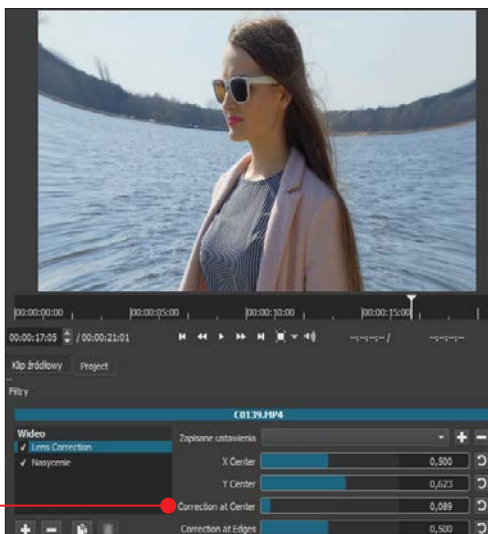 00:00:00:00 00:00:05:00 00:00:10:00 00:00:15:00
00:00:17:05 / 00:00:21:01 --:--:--:-- / --:--:--:--
Klip źródłowy Project
...
Filtry
C0139.MP4
Wideo
✓ Lens Correction
✓ Nasycenie
Zapisane ustawienia
X Center 0,500
Y Center 0,623
Correction at Center 0,089
Correction at Edges 0,500